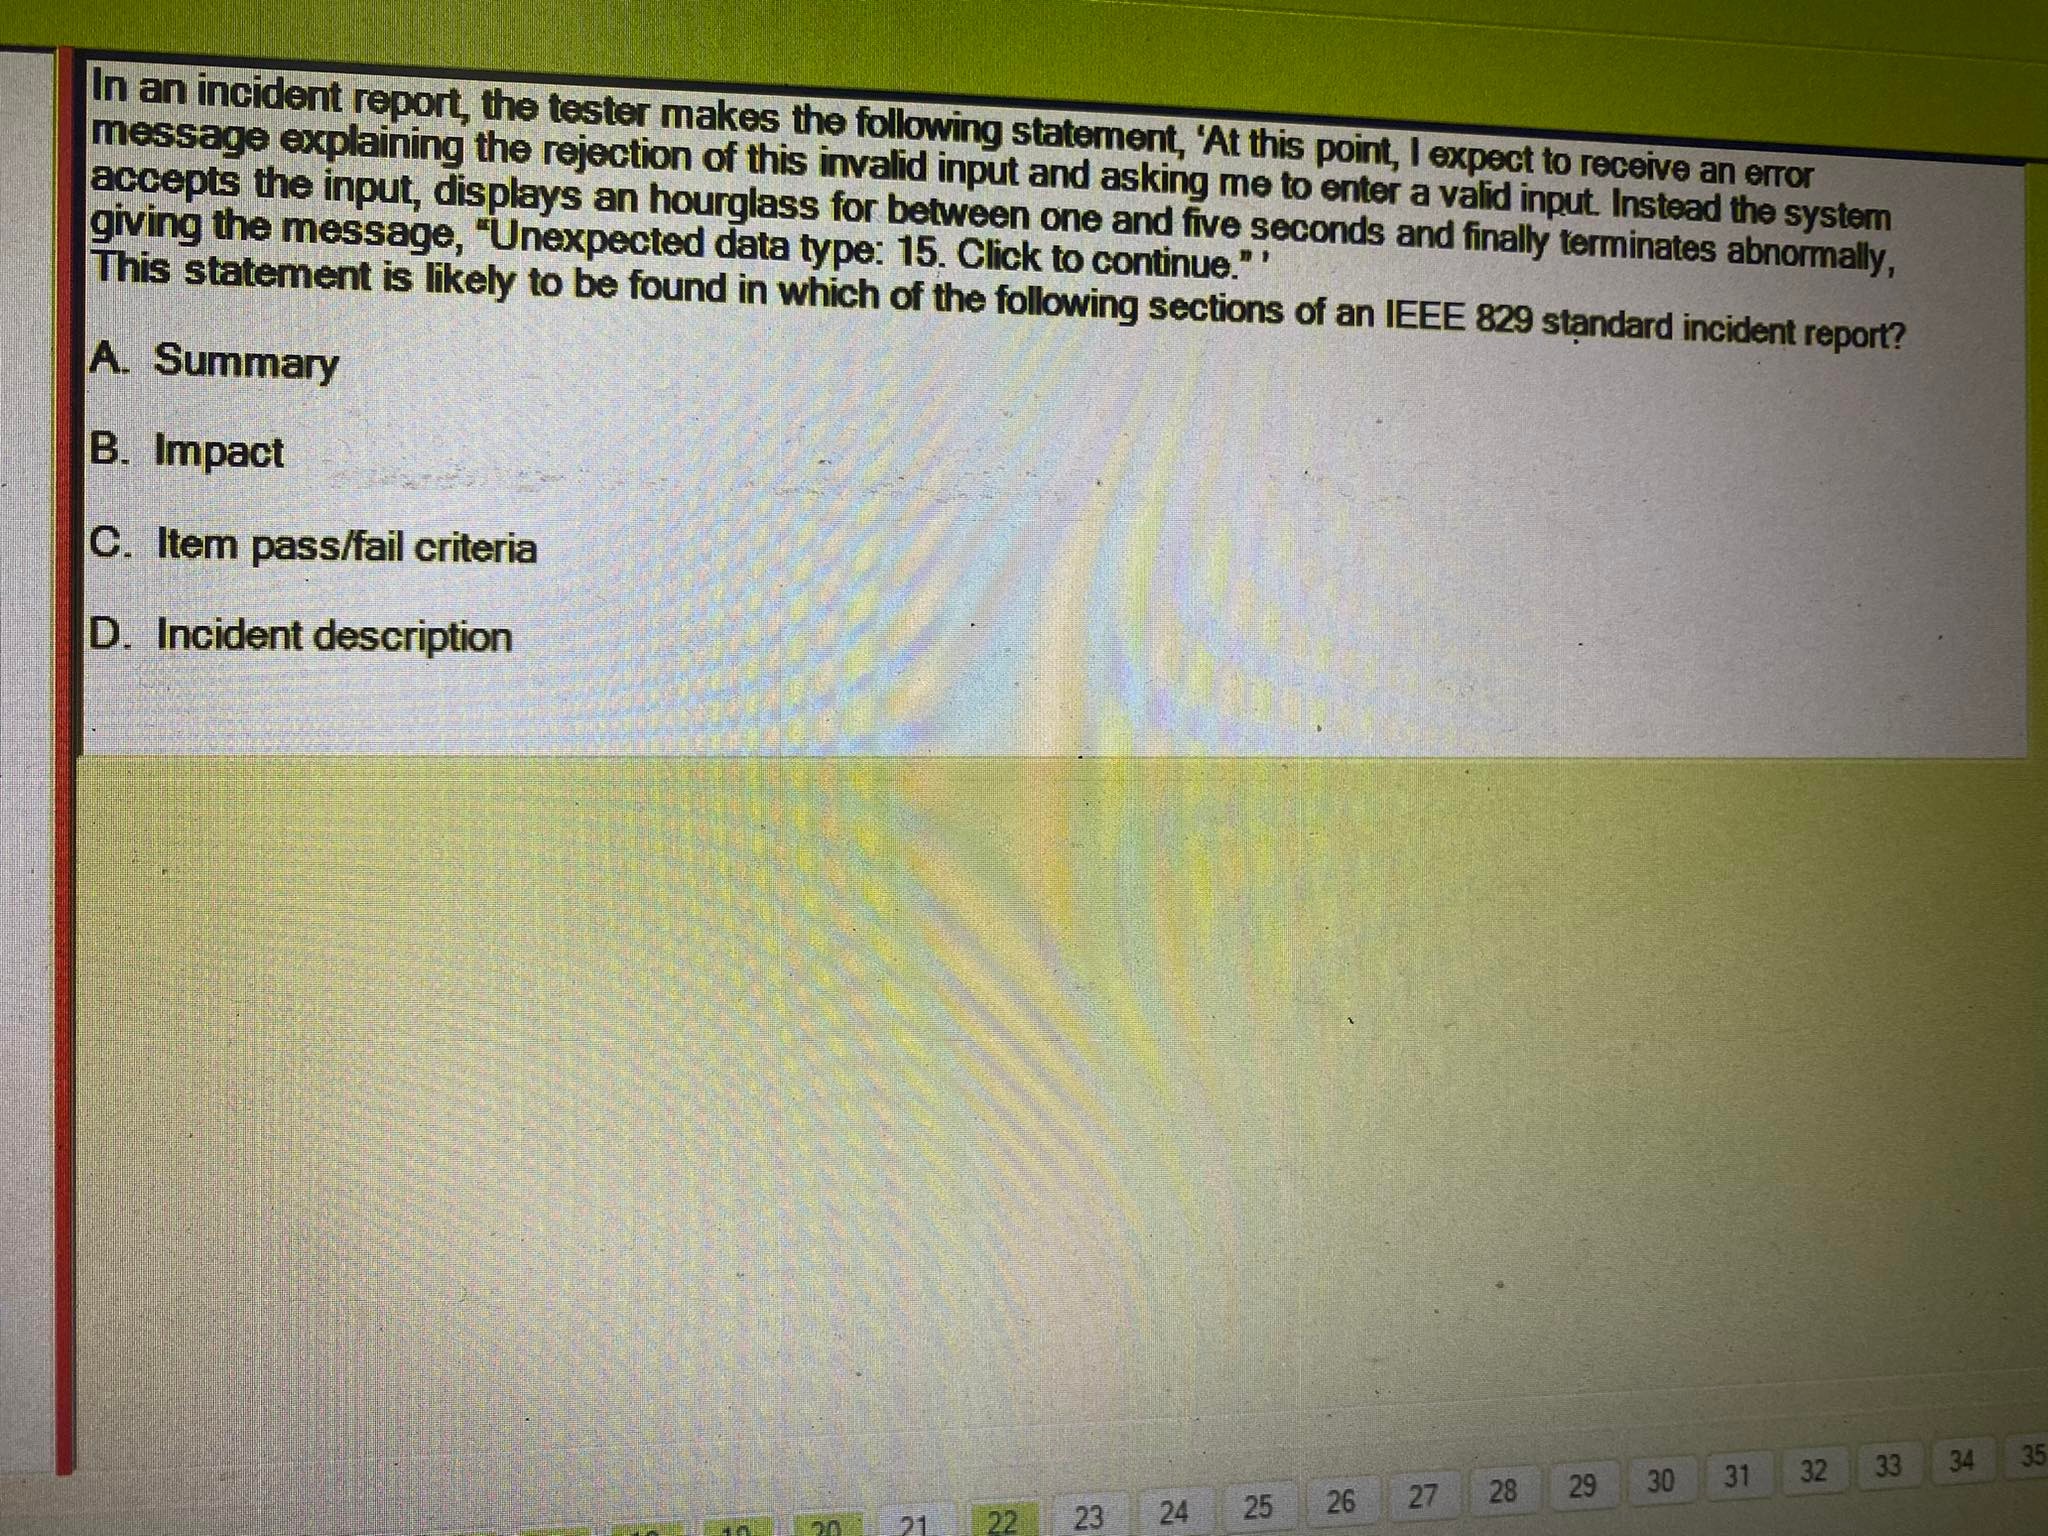 In an incident report, the tester makes the following statement, 'At this point, I expect to receive an error
message explaining the rejection of this invalid input and asking me to enter a valid input. Instead the system
accepts the input, displays an hourglass for between one and five seconds and finally terminates abnormally,
giving the message, "Unexpected data type: 15. Click to continue." '
This statement is likely to be found in which of the following sections of an IEEE 829 standard incident report?
A. Summary
B. Impact
C. Item pass/fail criteria
D. Incident description
19 20 21 22 23 24 25 26 27 28 29 30 31 32 33 34 35